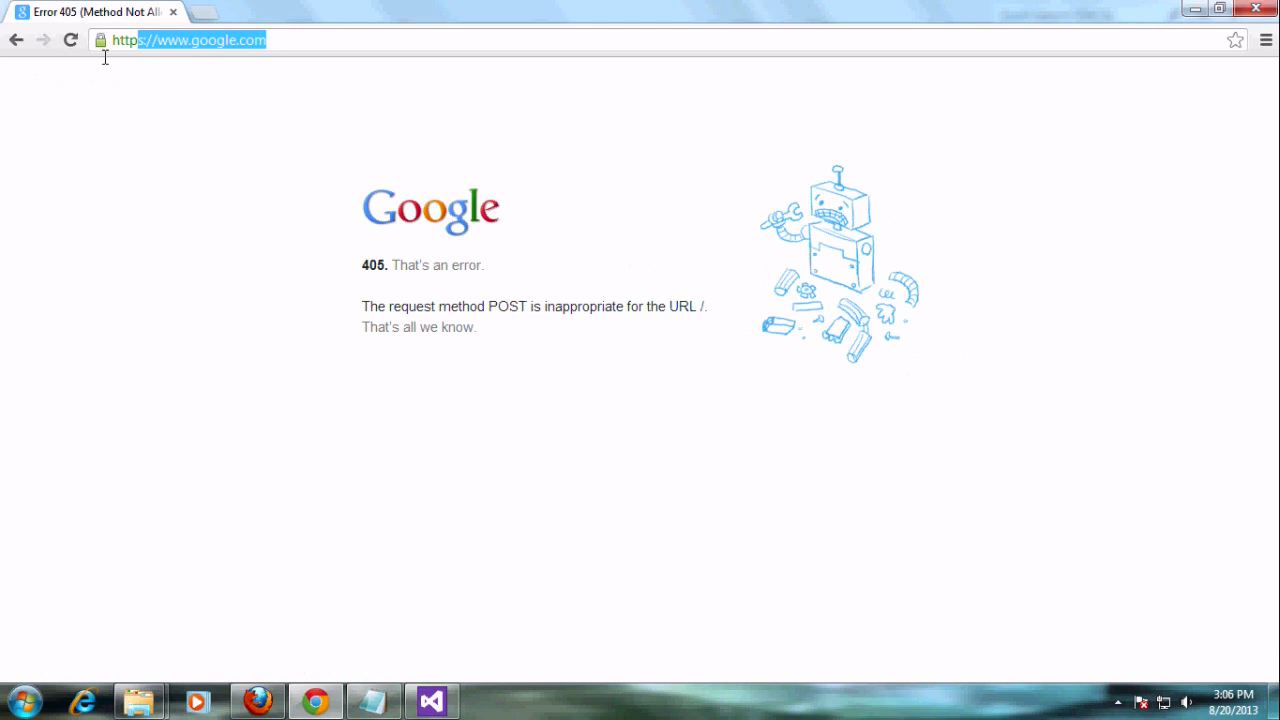 Error 405 (Method Not All
https://www.google.com
Google
405. That's an error.
The request method POST is inappropriate for the URL /.
That's all we know.
3:06 PM
8/20/2013